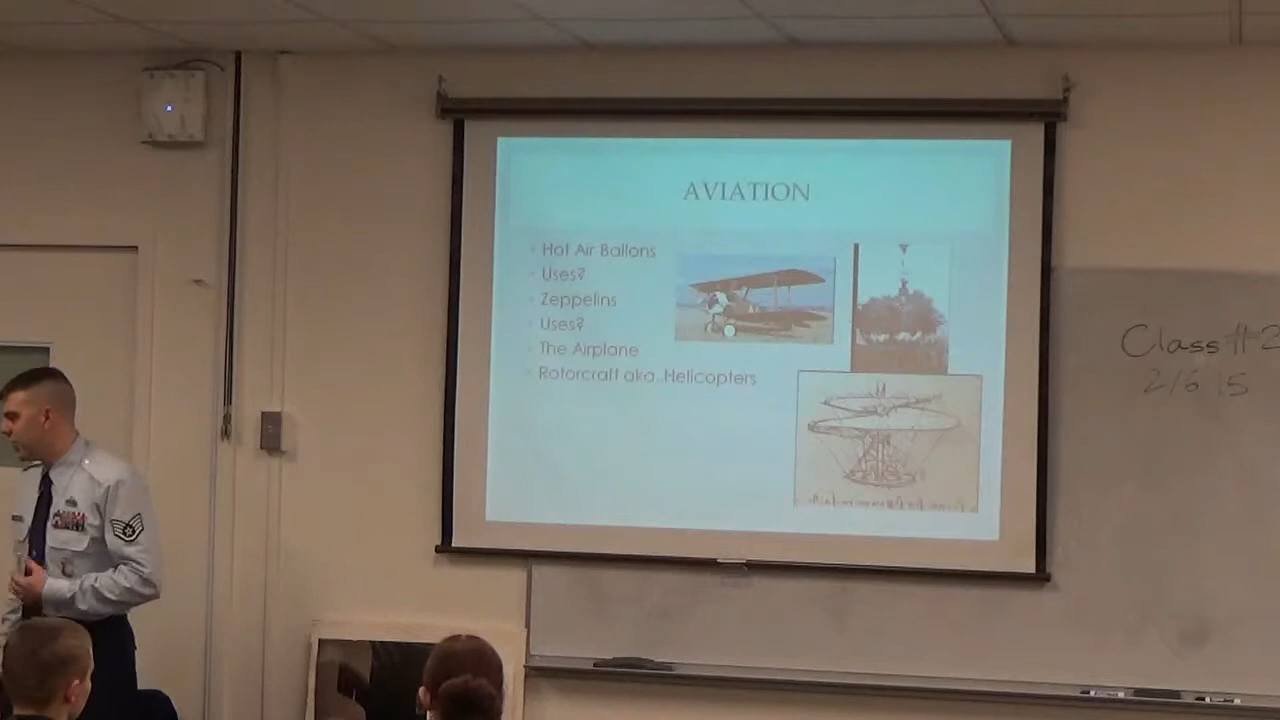 AVIATION
Hot Air Ballons
Uses?
Zeppelins
Uses?
The Airplane
Rotorcraft aka. Helicopters
Class #2
2/6 15